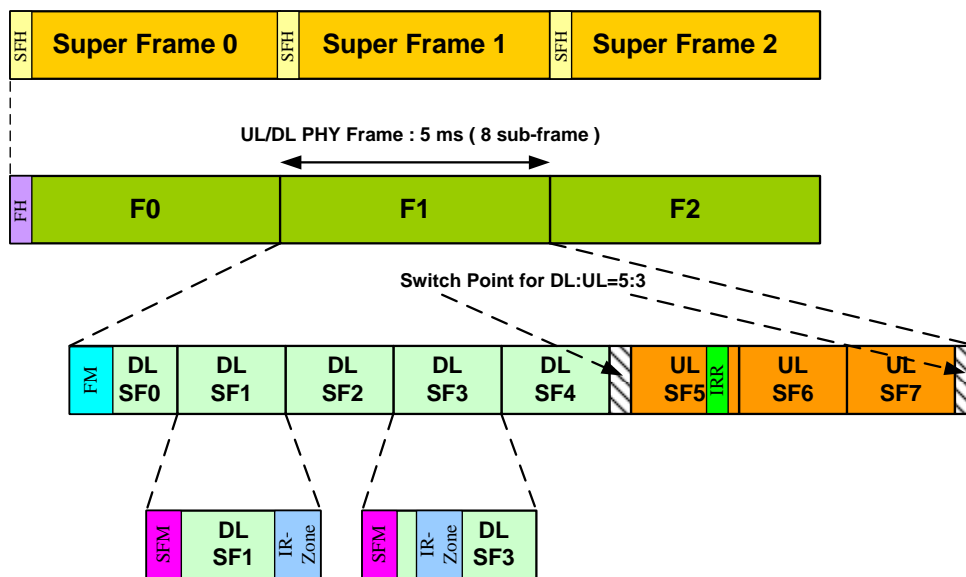 SFH
Super Frame 0
SFH
Super Frame 1
SFH
Super Frame 2
UL/DL PHY Frame : 5 ms ( 8 sub-frame )
FH
F0
F1
F2
Switch Point for DL:UL=5:3
FM
DL
SF0
DL
SF1
DL
SF2
DL
SF3
DL
SF4
UL
SF5
IRR
UL
SF6
UL
SF7
SFM
DL
SF1
IR-
Zone
SFM
IR-
Zone
DL
SF3